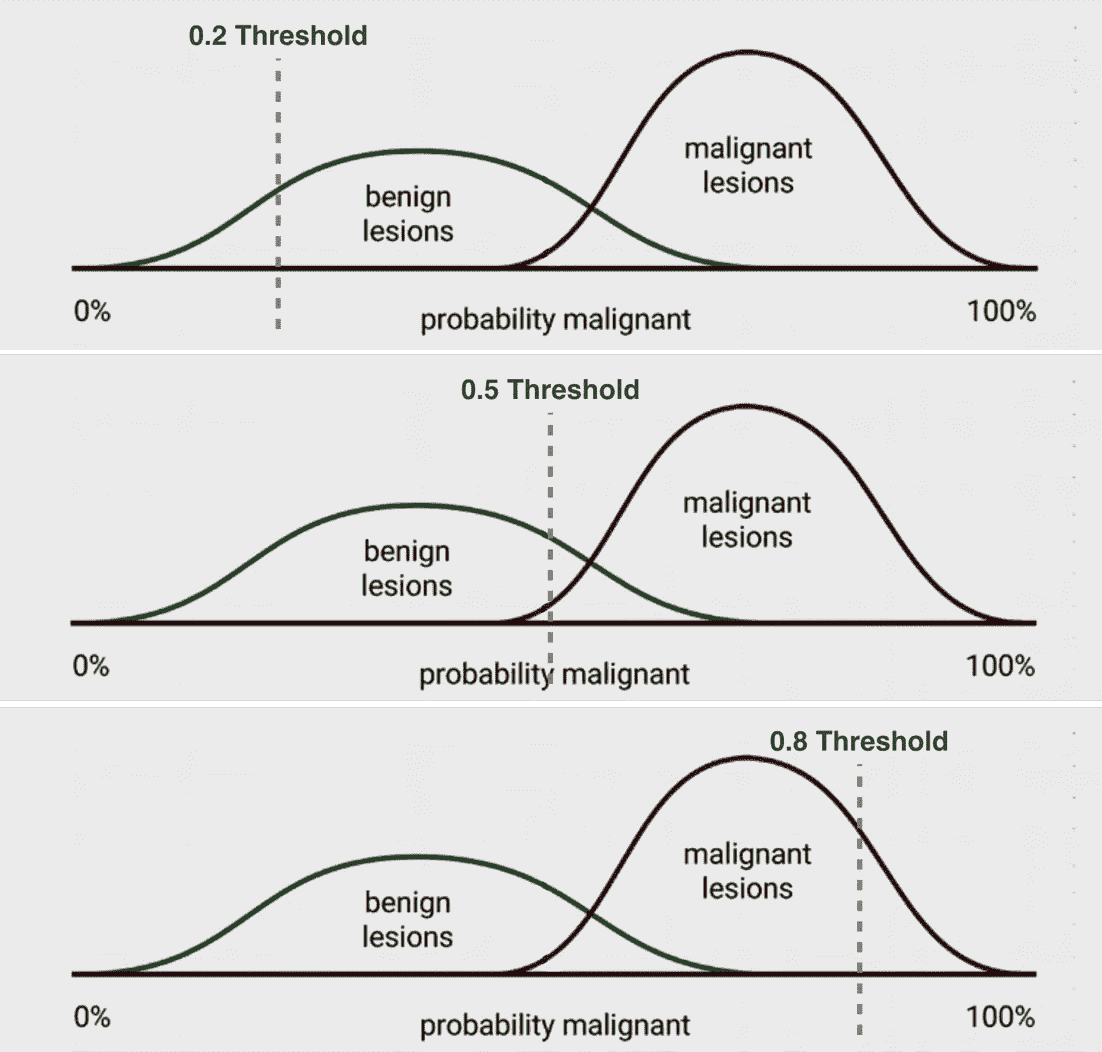 0.2 Threshold
malignant
lesions
benign
lesions
0%
probability malignant
100%
0.5 Threshold
malignant
lesions
benign
lesions
0%
probability malignant
100%
0.8 Threshold
malignant
lesions
benign
lesions
0%
probability malignant
100%